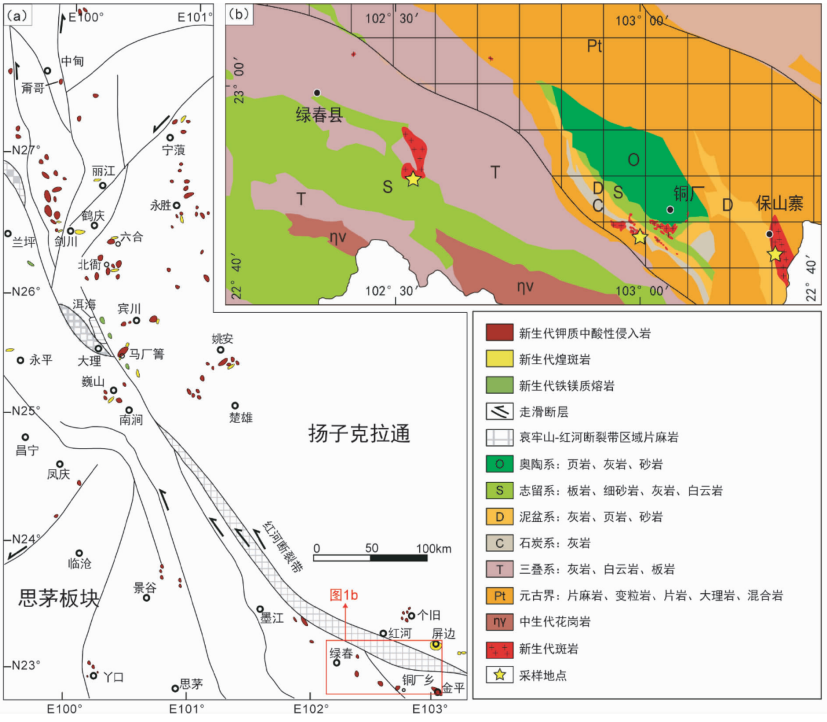 (a)
E100°
E101°
中甸
N27°
宁蒗
丽江
永胜
鹤庆
兰坪
剑川
六合
北衙
N26°
洱海
宾川
姚安
大理
马厂箐
永平
巍山
N25°
南涧
楚雄
扬子克拉通
昌宁
凤庆
红河断裂带
N24°
0
50
100km
临沧
思茅板块
景谷
图1b
墨江
个旧
红河
屏边
绿春
N23°
丫口
思茅
铜厂乡
金平
E100°
E101°
E102°
E103°
(b)
102° 30′
103° 00′
Pt
23° 00′
绿春县
O
T
S
D
S
铜厂
C
D
保山寨
T
ηγ
ηγ
22° 40′
22° 40′
102° 30′
103° 00′
新生代钾质中酸性侵入岩
新生代煌斑岩
新生代铁镁质熔岩
走滑断层
哀牢山-红河断裂带区域片麻岩
O 奥陶系：页岩、灰岩、砂岩
S 志留系：板岩、细砂岩、灰岩、白云岩
D 泥盆系：灰岩、页岩、砂岩
C 石炭系：灰岩
T 三叠系：灰岩、白云岩、板岩
Pt 元古界：片麻岩、变粒岩、片岩、大理岩、混合岩
ηγ 中生代花岗岩
新生代斑岩
采样地点